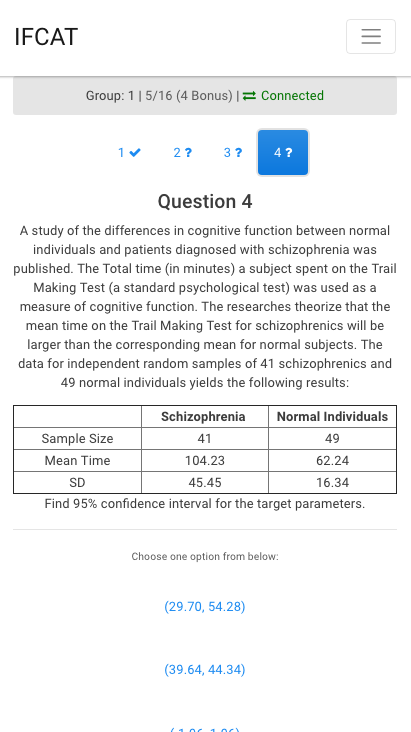 IFCAT
Group: 1 | 5/16 (4 Bonus) | ⇄ Connected
1 ✔ 2 ? 3 ? 4 ?
Question 4
A study of the differences in cognitive function between normal
individuals and patients diagnosed with schizophrenia was
published. The Total time (in minutes) a subject spent on the Trail
Making Test (a standard psychological test) was used as a
measure of cognitive function. The researches theorize that the
mean time on the Trail Making Test for schizophrenics will be
larger than the corresponding mean for normal subjects. The
data for independent random samples of 41 schizophrenics and
49 normal individuals yields the following results:
Schizophrenia Normal Individuals
Sample Size 41 49
Mean Time 104.23 62.24
SD 45.45 16.34
Find 95% confidence interval for the target parameters.
Choose one option from below:
(29.70, 54.28)
(39.64, 44.34)